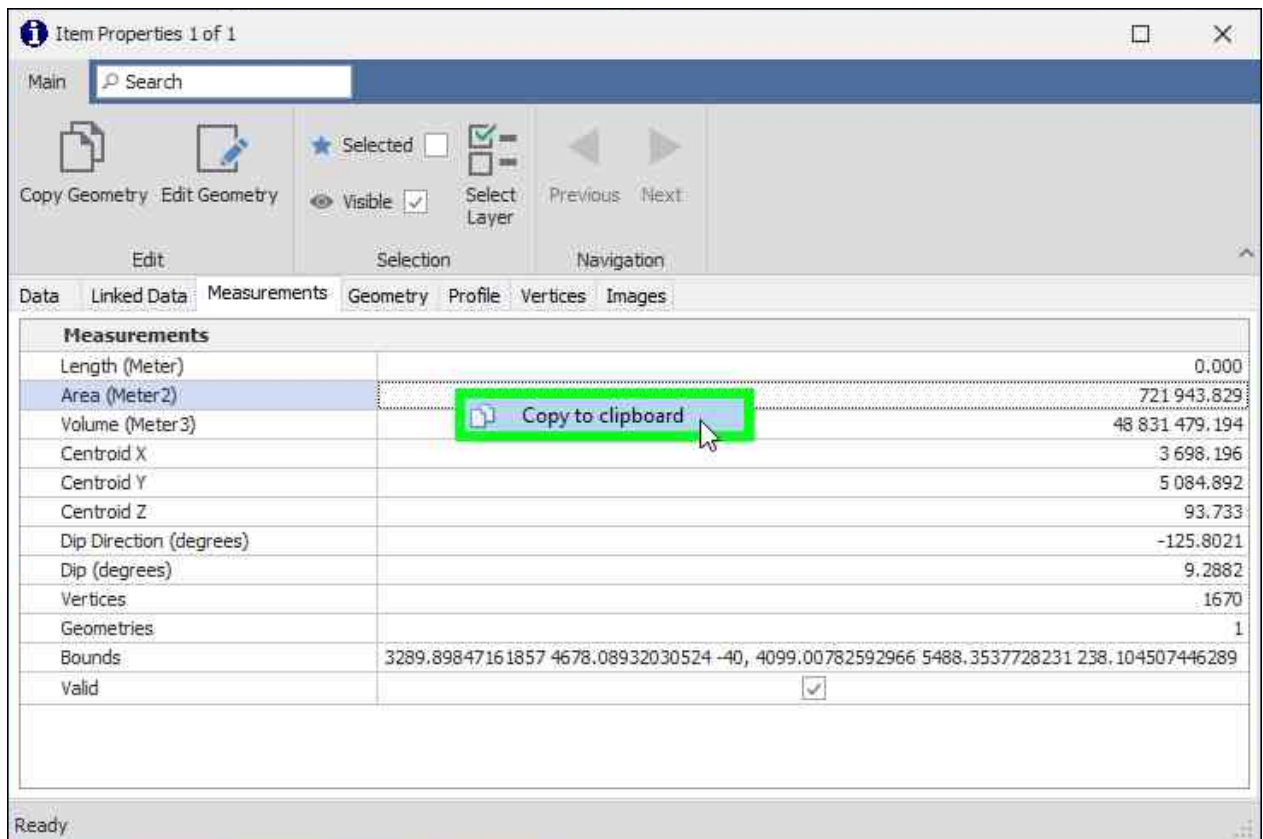 Item Properties 1 of 1
Main Search
Selected
Copy Geometry Edit Geometry Visible Select Layer Previous Next
Edit Selection Navigation
Data Linked Data Measurements Geometry Profile Vertices Images
Measurements
Length (Meter) 0.000
Area (Meter2) 721 943.829
Copy to clipboard
Volume (Meter3) 48 831 479.194
Centroid X 3 698.196
Centroid Y 5 084.892
Centroid Z 93.733
Dip Direction (degrees) -125.8021
Dip (degrees) 9.2882
Vertices 1670
Geometries 1
Bounds 3289.89847161857 4678.08932030524 -40, 4099.00782592966 5488.3537728231 238.104507446289
Valid
Ready